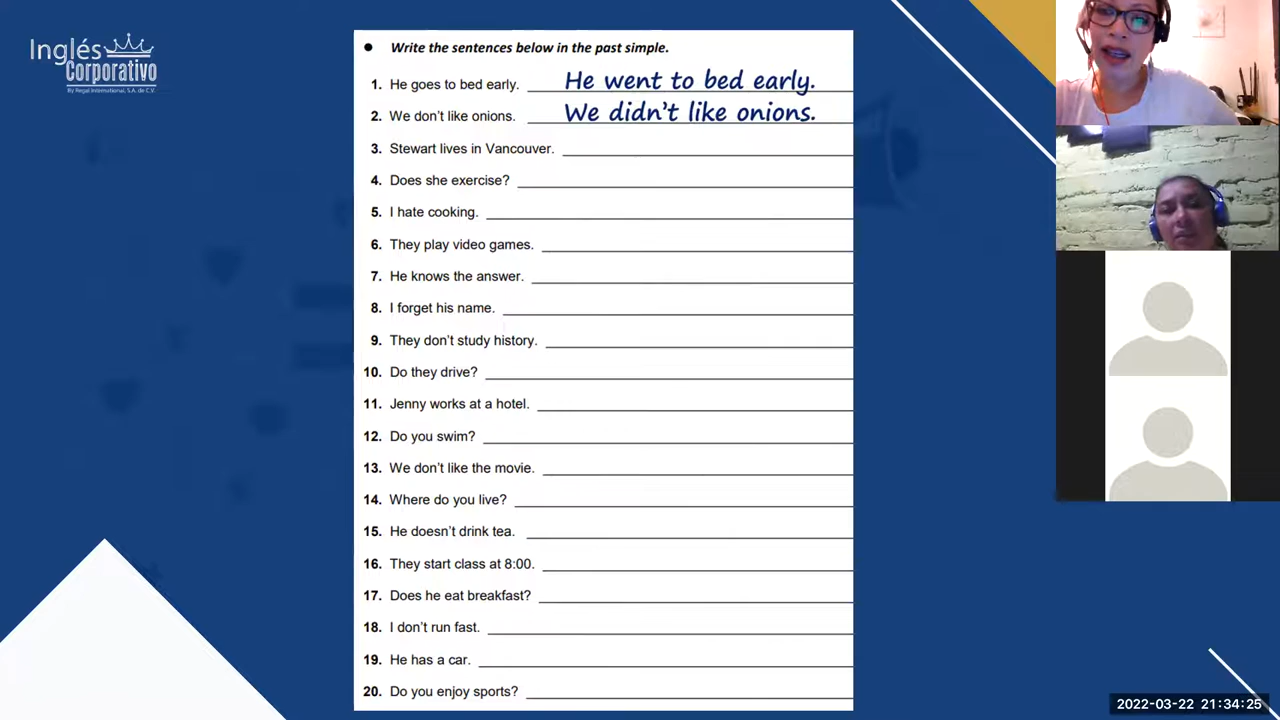 Inglés
Corporativo
By Regal International, S.A. de C.V.
● Write the sentences below in the past simple.
1. He goes to bed early. He went to bed early.
2. We don't like onions. We didn't like onions.
3. Stewart lives in Vancouver.
4. Does she exercise?
5. I hate cooking.
6. They play video games.
7. He knows the answer.
8. I forget his name.
9. They don't study history.
10. Do they drive?
11. Jenny works at a hotel.
12. Do you swim?
13. We don't like the movie.
14. Where do you live?
15. He doesn't drink tea.
16. They start class at 8:00.
17. Does he eat breakfast?
18. I don't run fast.
19. He has a car.
20. Do you enjoy sports?
2022-03-22 21:34:25